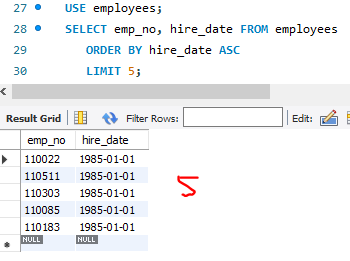 27 USE employees;
28 SELECT emp_no, hire_date FROM employees
29 ORDER BY hire_date ASC
30 LIMIT 5;
Result Grid Filter Rows: Edit:
emp_no hire_date
110022 1985-01-01
110511 1985-01-01
110303 1985-01-01
110085 1985-01-01
110183 1985-01-01
NULL NULL
5